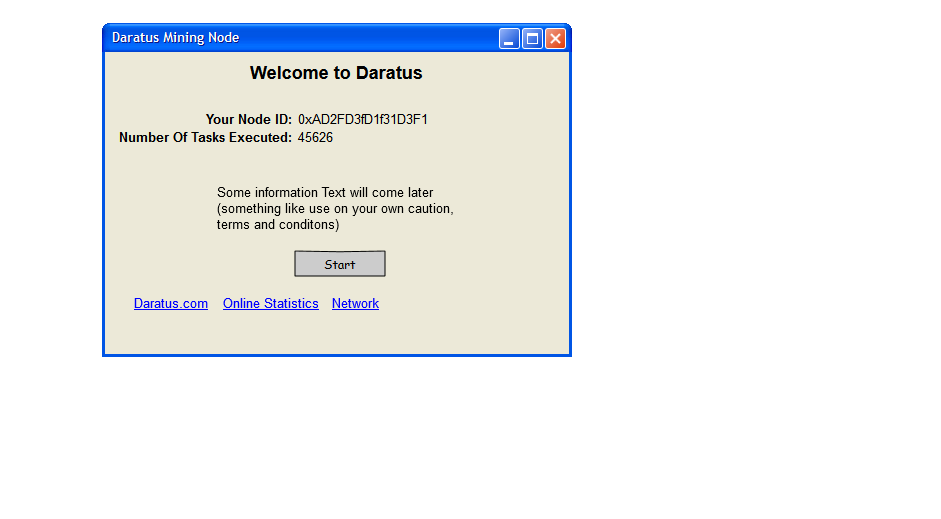 Daratus Mining Node
Welcome to Daratus
Your Node ID: 0xAD2FD3fD1f31D3F1
Number Of Tasks Executed: 45626
Some information Text will come later
(something like use on your own caution,
terms and conditons)
Start
Daratus.com Online Statistics Network